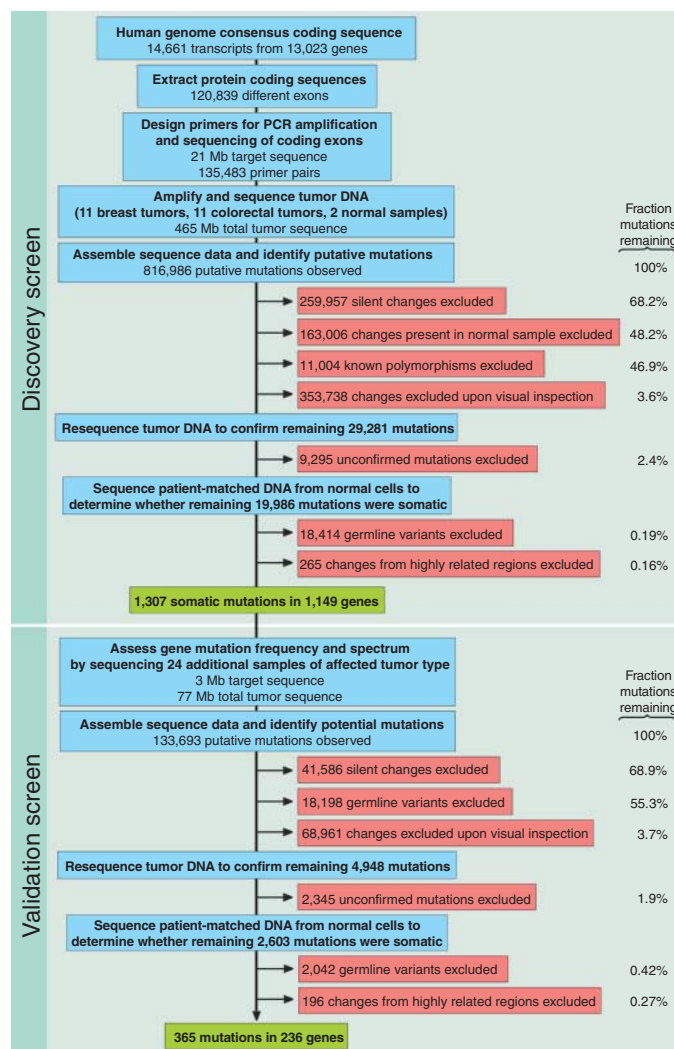 Discovery screen
Human genome consensus coding sequence
14,661 transcripts from 13,023 genes
Extract protein coding sequences
120,839 different exons
Design primers for PCR amplification
and sequencing of coding exons
21 Mb target sequence
135,483 primer pairs
Amplify and sequence tumor DNA
(11 breast tumors, 11 colorectal tumors, 2 normal samples)
465 Mb total tumor sequence
Fraction
mutations
remaining
Assemble sequence data and identify putative mutations
816,986 putative mutations observed
100%
259,957 silent changes excluded
68.2%
163,006 changes present in normal sample excluded
48.2%
11,004 known polymorphisms excluded
46.9%
353,738 changes excluded upon visual inspection
3.6%
Resequence tumor DNA to confirm remaining 29,281 mutations
9,295 unconfirmed mutations excluded
2.4%
Sequence patient-matched DNA from normal cells to
determine whether remaining 19,986 mutations were somatic
18,414 germline variants excluded
0.19%
265 changes from highly related regions excluded
0.16%
1,307 somatic mutations in 1,149 genes
Validation screen
Assess gene mutation frequency and spectrum
by sequencing 24 additional samples of affected tumor type
3 Mb target sequence
77 Mb total tumor sequence
Fraction
mutations
remaining
Assemble sequence data and identify potential mutations
133,693 putative mutations observed
100%
41,586 silent changes excluded
68.9%
18,198 germline variants excluded
55.3%
68,961 changes excluded upon visual inspection
3.7%
Resequence tumor DNA to confirm remaining 4,948 mutations
2,345 unconfirmed mutations excluded
1.9%
Sequence patient-matched DNA from normal cells to
determine whether remaining 2,603 mutations were somatic
2,042 germline variants excluded
0.42%
196 changes from highly related regions excluded
0.27%
365 mutations in 236 genes